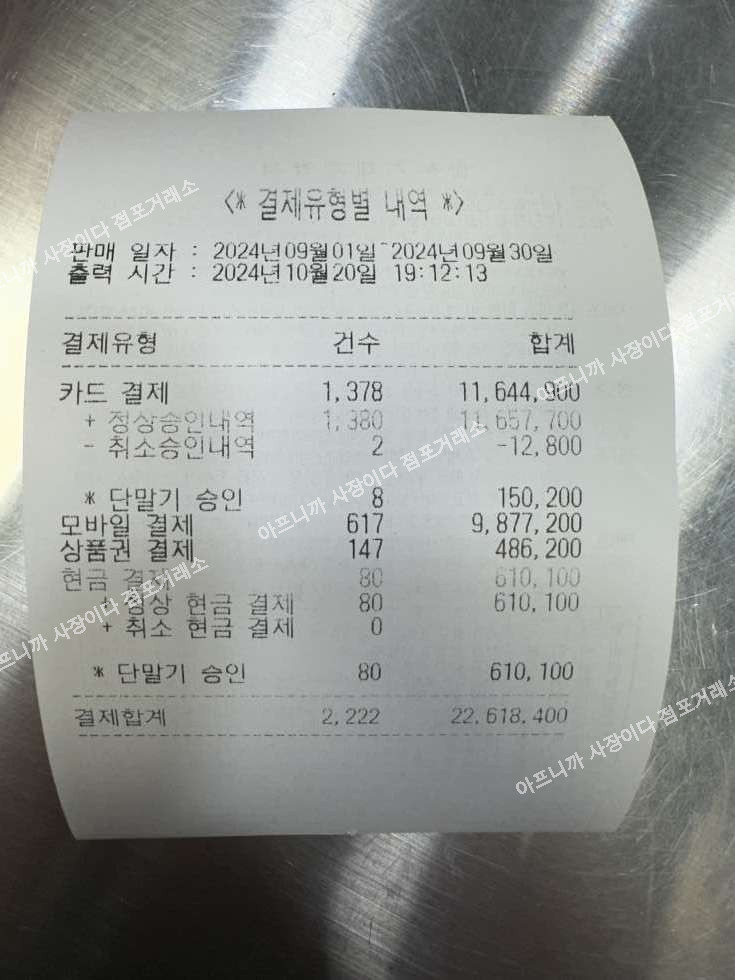 <* 결제유형별 내역 *>
판매 일자 : 2024년09월01일~2024년09월30일
출력 시간 : 2024년10월20일 19:12:13
결제유형 건수 합계
카드 결제 1,378 11,644,900
+ 정상승인내역 1,380 11,657,700
- 취소승인내역 2 -12,800
* 단말기 승인 8 150,200
모바일 결제 617 9,877,200
상품권 결제 147 486,200
현금 결제 80 610,100
+ 정상 현금 결제 80 610,100
+ 취소 현금 결제 0
* 단말기 승인 80 610,100
결제합계 2,222 22,618,400
아프니까 사장이다 점포거래소
아프니까 사장이다 점포거래소
아프니까 사장이다 점포거래소
아프니까 사장이다 점포거래소
아프니까 사장이다 점포거래소